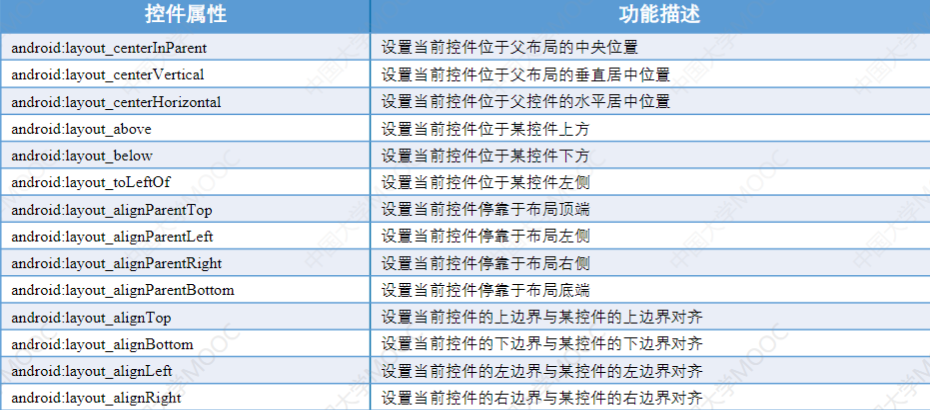 控件属性 功能描述
android:layout_centerInParent 设置当前控件位于父布局的中央位置
android:layout_centerVertical 设置当前控件位于父布局的垂直居中位置
android:layout_centerHorizontal 设置当前控件位于父控件的水平居中位置
android:layout_above 设置当前控件位于某控件上方
android:layout_below 设置当前控件位于某控件下方
android:layout_toLeftOf 设置当前控件位于某控件左侧
android:layout_alignParentTop 设置当前控件停靠于布局顶端
android:layout_alignParentLeft 设置当前控件停靠于布局左侧
android:layout_alignParentRight 设置当前控件停靠于布局右侧
android:layout_alignParentBottom 设置当前控件停靠于布局底端
android:layout_alignTop 设置当前控件的上边界与某控件的上边界对齐
android:layout_alignBottom 设置当前控件的下边界与某控件的下边界对齐
android:layout_alignLeft 设置当前控件的左边界与某控件的左边界对齐
android:layout_alignRight 设置当前控件的右边界与某控件的右边界对齐
中国大学MOOC